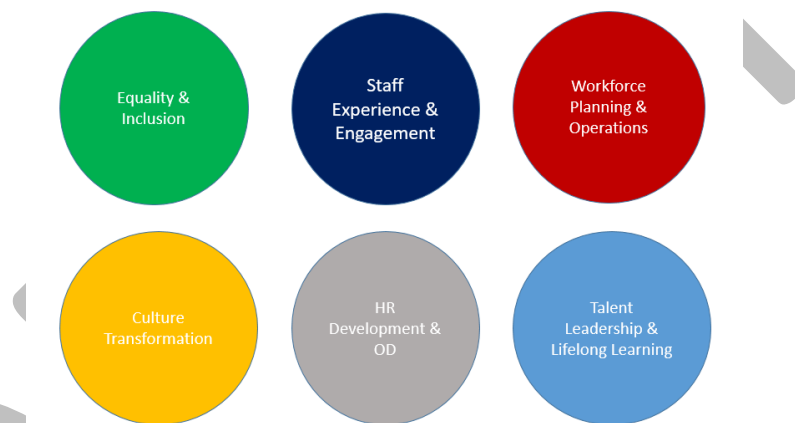 Equality &
Inclusion
Staff
Experience &
Engagement
Workforce
Planning &
Operations
Culture
Transformation
HR
Development &
OD
Talent
Leadership &
Lifelong Learning